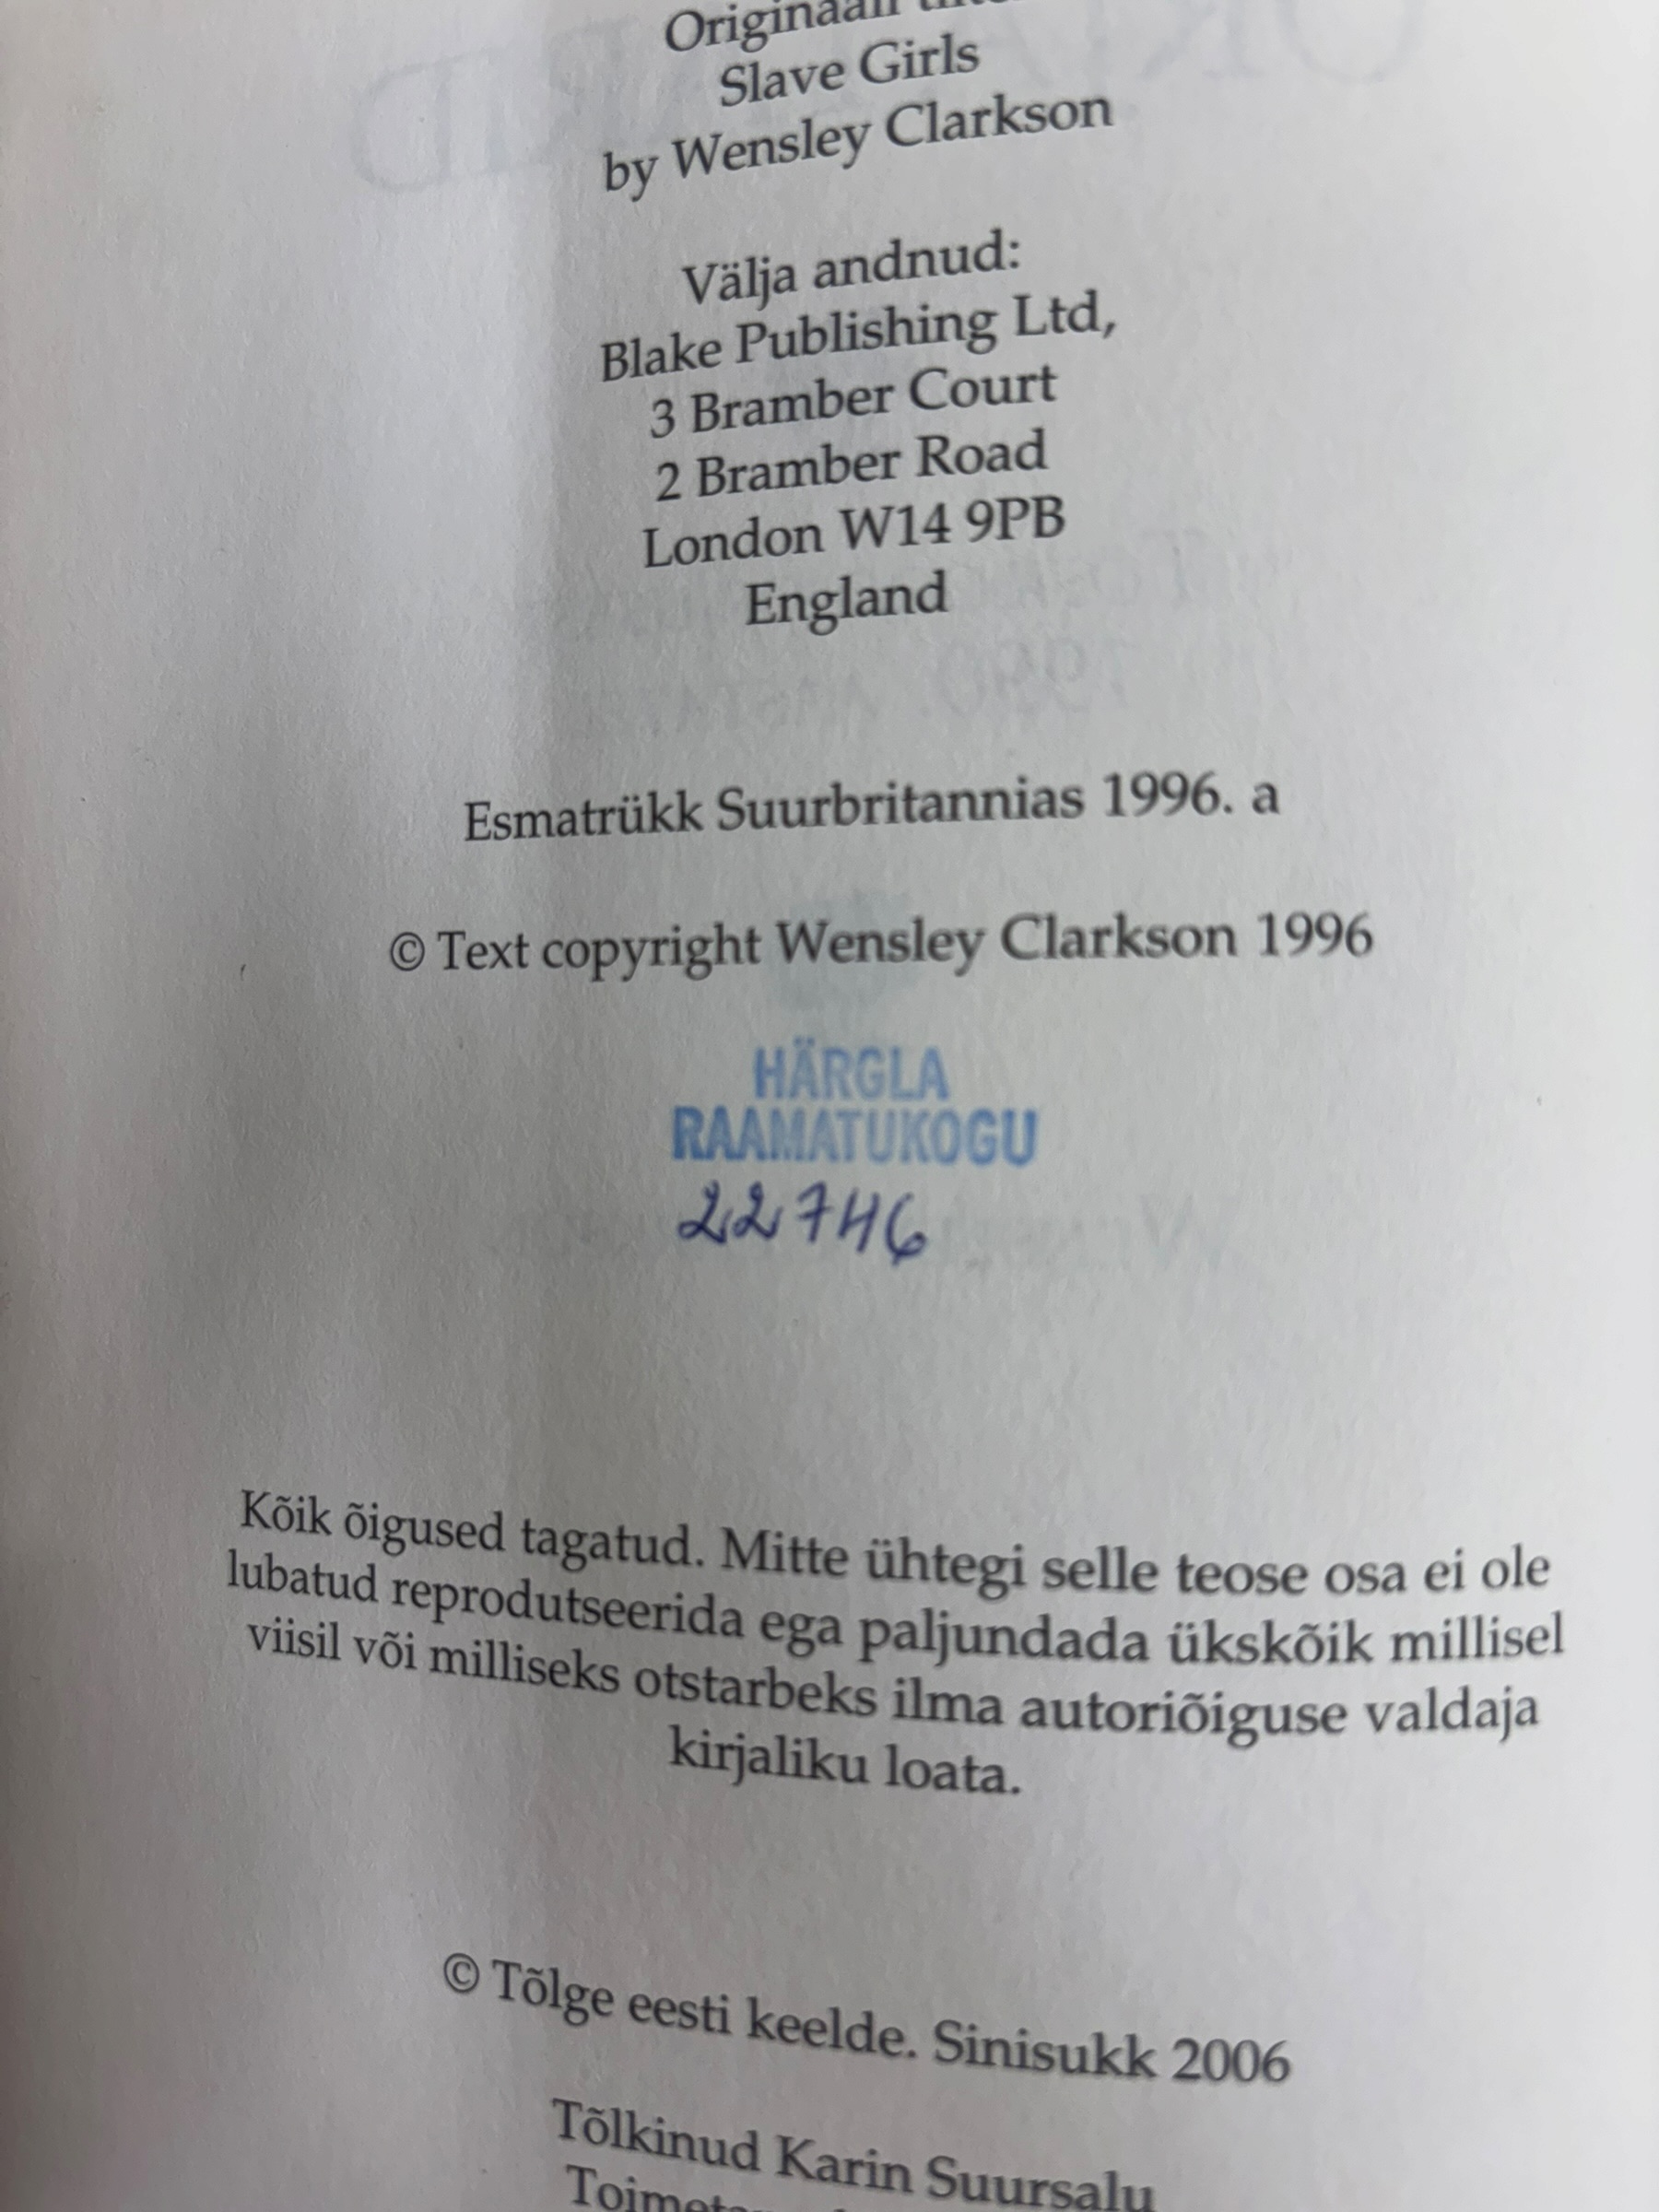 Originaali
Slave Girls
by Wensley Clarkson
Välja andnud:
Blake Publishing Ltd,
3 Bramber Court
2 Bramber Road
London W14 9PB
England
Esmatrükk Suurbritannias 1996. a
© Text copyright Wensley Clarkson 1996
HÄRGLA
RAAMATUKOGU
22746
Kõik õigused tagatud. Mitte ühtegi selle teose osa ei ole
lubatud reprodutseerida ega paljundada ükskõik millisel
viisil või milliseks otstarbeks ilma autoriõiguse valdaja
kirjaliku loata.
© Tõlge eesti keelde. Sinisukk 2006
Tõlkinud Karin Suursalu